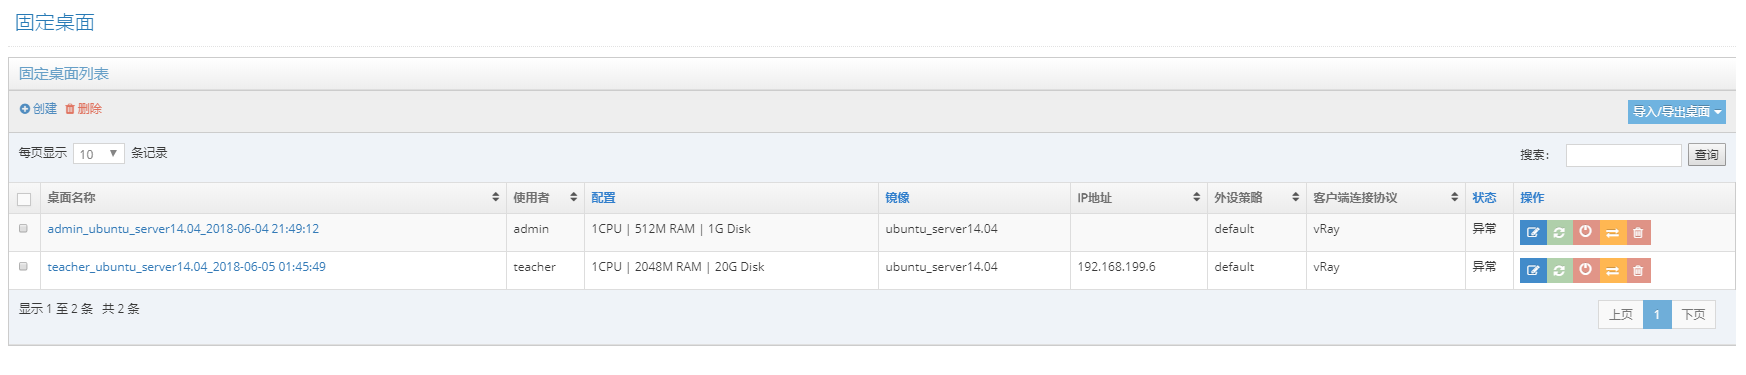 固定桌面
固定桌面列表
创建 删除 导入/导出桌面
每页显示 10 条记录 搜索： 查询
桌面名称 使用者 配置 镜像 IP地址 外设策略 客户端连接协议 状态 操作
admin_ubuntu_server14.04_2018-06-04 21:49:12 admin 1CPU | 512M RAM | 1G Disk ubuntu_server14.04 default vRay 异常
teacher_ubuntu_server14.04_2018-06-05 01:45:49 teacher 1CPU | 2048M RAM | 20G Disk ubuntu_server14.04 192.168.199.6 default vRay 异常
显示 1 至 2 条 共 2 条 上页 1 下页